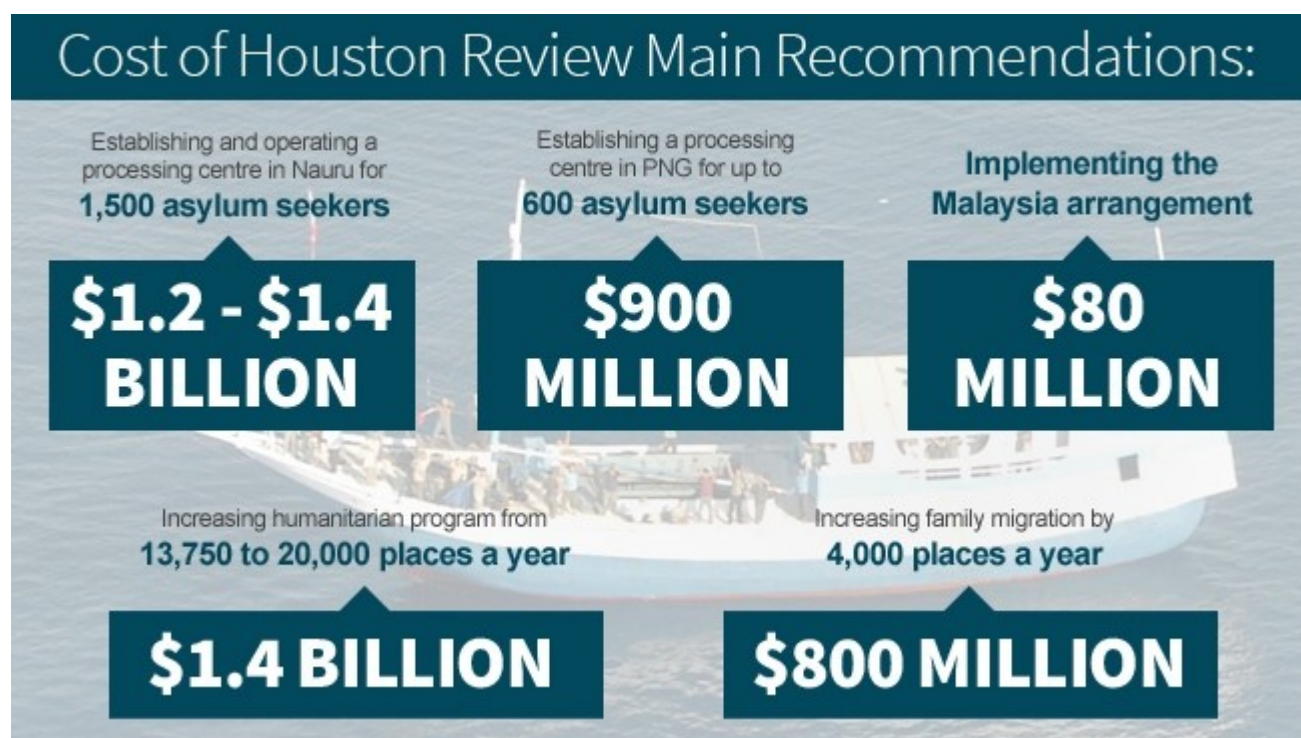 Cost of Houston Review Main Recommendations:
Establishing and operating a
processing centre in Nauru for
1,500 asylum seekers
$1.2 - $1.4
BILLION
Establishing a processing
centre in PNG for up to
600 asylum seekers
$900
MILLION
Implementing the
Malaysia arrangement
$80
MILLION
Increasing humanitarian program from
13,750 to 20,000 places a year
$1.4 BILLION
Increasing family migration by
4,000 places a year
$800 MILLION